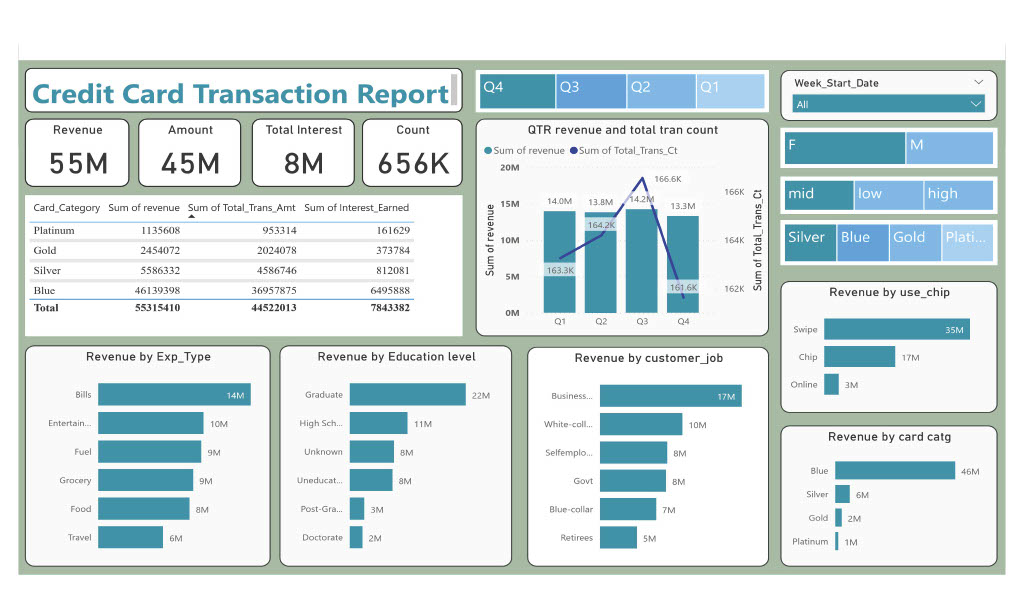 Credit Card Transaction Report
Q4 Q3 Q2 Q1
Week_Start_Date
All
F M
mid low high
Silver Blue Gold Plati...
Revenue
55M
Amount
45M
Total Interest
8M
Count
656K
Card_Category Sum of revenue Sum of Total_Trans_Amt Sum of Interest_Earned
Platinum 1135608 953314 161629
Gold 2454072 2024078 373784
Silver 5586332 4586746 812081
Blue 46139398 36957875 6495888
Total 55315410 44522013 7843382
QTR revenue and total tran count
Sum of revenue Sum of Total_Trans_Ct
Sum of revenue
20M
15M
10M
5M
0M
14.0M 13.8M 14.2M 13.3M
163.3K 164.2K 166.6K 161.6K
Q1 Q2 Q3 Q4
166K
164K
162K
Sum of Total_Trans_Ct
Revenue by use_chip
Swipe 35M
Chip 17M
Online 3M
Revenue by Exp_Type
Bills 14M
Entertain... 10M
Fuel 9M
Grocery 9M
Food 8M
Travel 6M
Revenue by Education level
Graduate 22M
High Sch... 11M
Unknown 8M
Uneducat... 8M
Post-Gra... 3M
Doctorate 2M
Revenue by customer_job
Business... 17M
White-coll... 10M
Selfemplo... 8M
Govt 8M
Blue-collar 7M
Retirees 5M
Revenue by card catg
Blue 46M
Silver 6M
Gold 2M
Platinum 1M